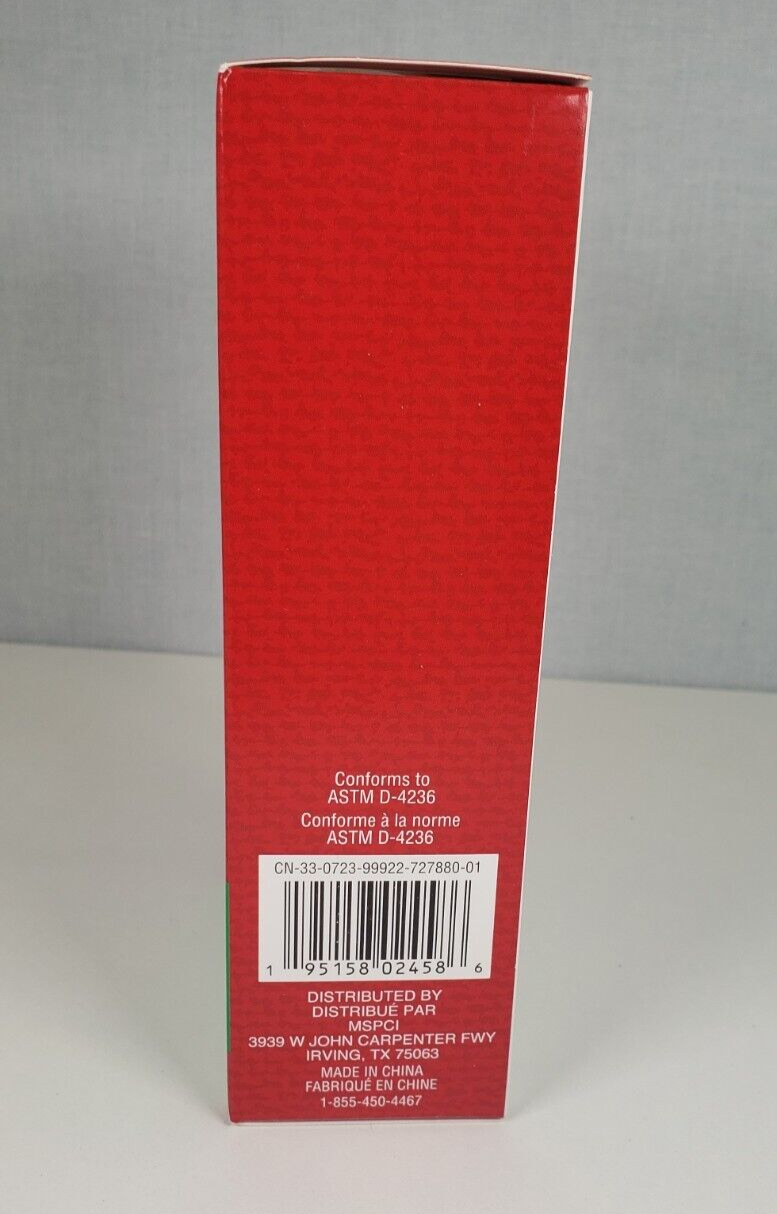 Conforms to
ASTM D-4236
Conforme à la norme
ASTM D-4236
CN-33-0723-99922-727880-01
1 95158 02458 6
DISTRIBUTED BY
DISTRIBUÉ PAR
MSPCI
3939 W JOHN CARPENTER FWY
IRVING, TX 75063
MADE IN CHINA
FABRIQUÉ EN CHINE
1-855-450-4467